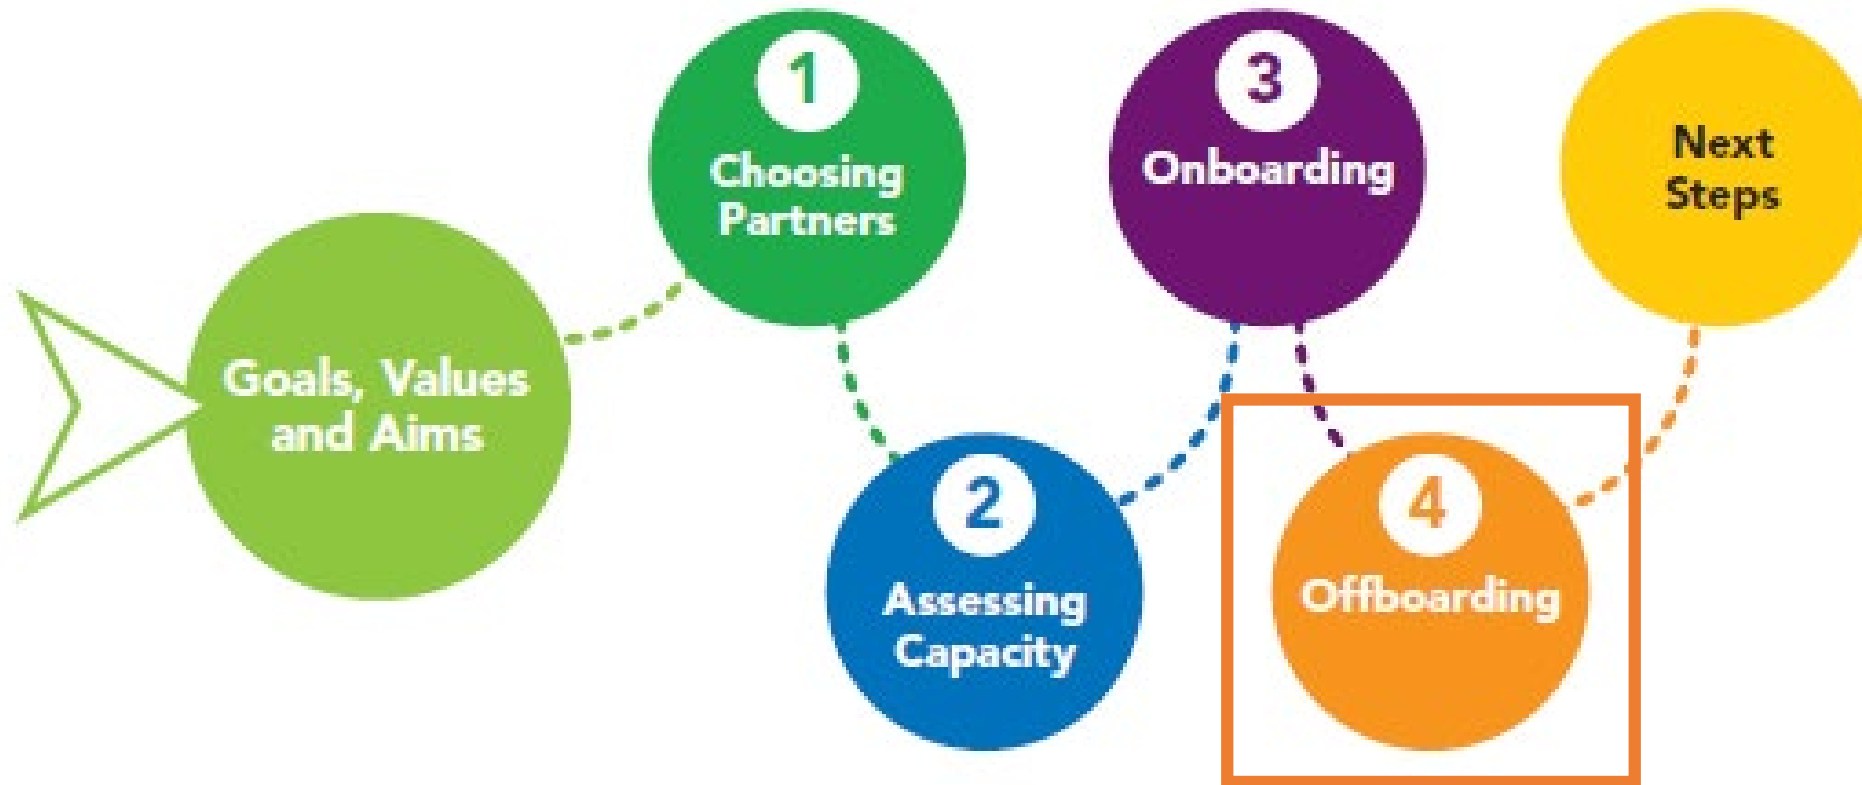 Goals, Values
and Aims
1
Choosing
Partners
2
Assessing
Capacity
3
Onboarding
4
Offboarding
Next
Steps